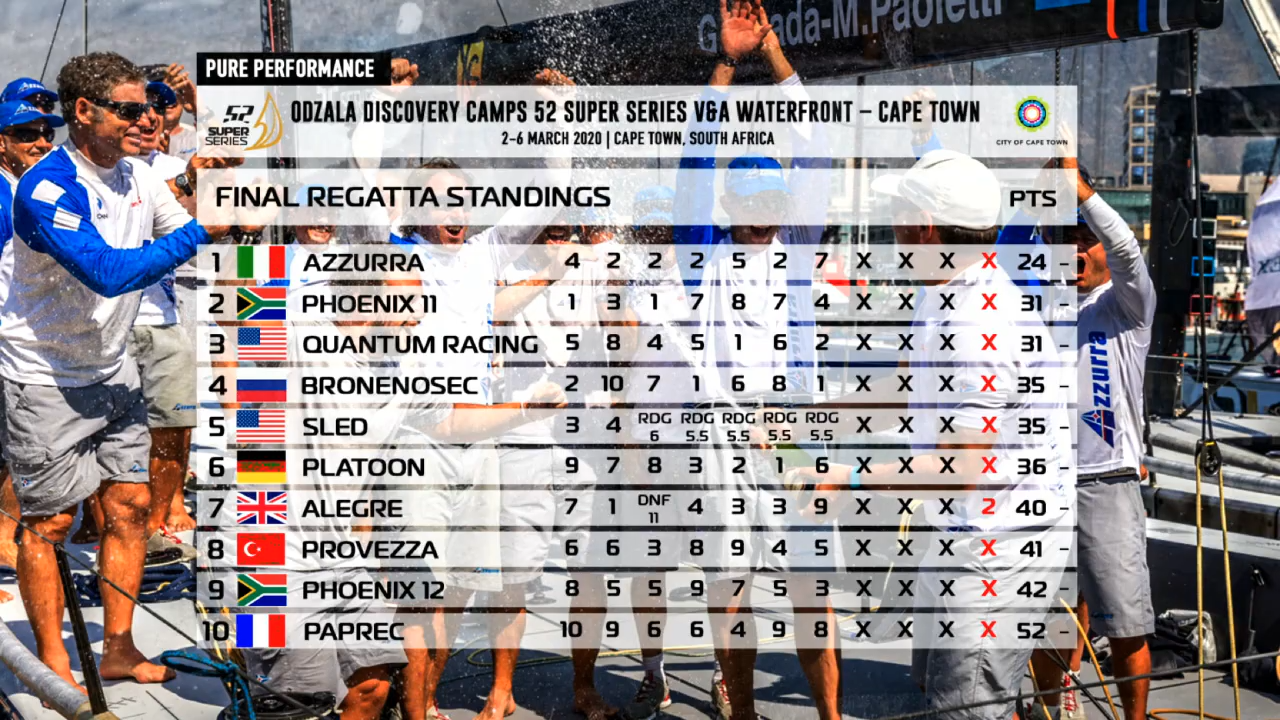 G  ada-M.Paoletti
PURE PERFORMANCE
52 SUPER SERIES
ODZALA DISCOVERY CAMPS 52 SUPER SERIES V&A WATERFRONT – CAPE TOWN
2–6 MARCH 2020 | CAPE TOWN, SOUTH AFRICA
CITY OF CAPE TOWN
FINAL REGATTA STANDINGS PTS
1 AZZURRA 4 2 2 2 5 2 7 X X X X 24 –
2 PHOENIX 11 1 3 1 7 8 7 4 X X X X 31 –
3 QUANTUM RACING 5 8 4 5 1 6 2 X X X X 31 –
4 BRONENOSEC 2 10 7 1 6 8 1 X X X X 35 –
5 SLED 3 4 RDG 6 RDG 5.5 RDG 5.5 RDG 5.5 RDG 5.5 X X X X 35 –
6 PLATOON 9 7 8 3 2 1 6 X X X X 36 –
7 ALEGRE 7 1 DNF 11 4 3 3 9 X X X 2 40 –
8 PROVEZZA 6 6 3 8 9 4 5 X X X X 41 –
9 PHOENIX 12 8 5 5 9 7 5 3 X X X X 42 –
10 PAPREC 10 9 6 6 4 9 8 X X X X 52 –
Azzurra